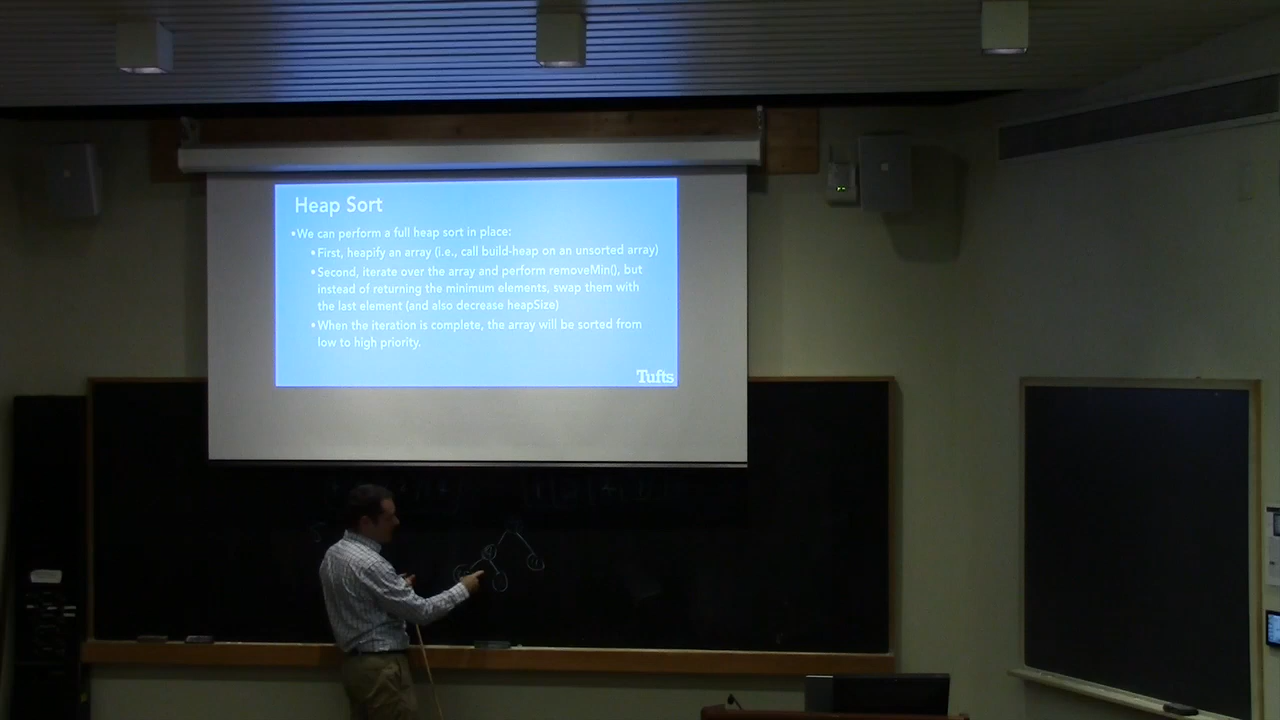 Heap Sort
•We can perform a full heap sort in place:
•First, heapify an array (i.e., call build-heap on an unsorted array)
•Second, iterate over the array and perform removeMin(), but
instead of returning the minimum elements, swap them with
the last element (and also decrease heapSize)
•When the iteration is complete, the array will be sorted from
low to high priority.
Tufts